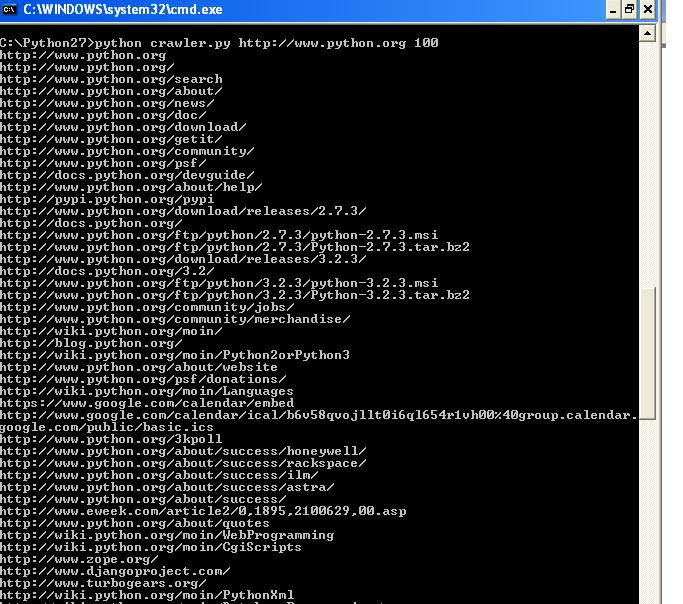 C:\WINDOWS\system32\cmd.exe
C:\Python27>python crawler.py http://www.python.org 100
http://www.python.org
http://www.python.org/
http://www.python.org/search
http://www.python.org/about/
http://www.python.org/news/
http://www.python.org/doc/
http://www.python.org/download/
http://www.python.org/getit/
http://www.python.org/community/
http://www.python.org/psf/
http://docs.python.org/devguide/
http://www.python.org/about/help/
http://pypi.python.org/pypi
http://www.python.org/download/releases/2.7.3/
http://docs.python.org/
http://www.python.org/ftp/python/2.7.3/python-2.7.3.msi
http://www.python.org/ftp/python/2.7.3/Python-2.7.3.tar.bz2
http://www.python.org/download/releases/3.2.3/
http://docs.python.org/3.2/
http://www.python.org/ftp/python/3.2.3/python-3.2.3.msi
http://www.python.org/ftp/python/3.2.3/Python-3.2.3.tar.bz2
http://www.python.org/community/jobs/
http://www.python.org/community/merchandise/
http://wiki.python.org/moin/
http://blog.python.org/
http://wiki.python.org/moin/Python2orPython3
http://www.python.org/about/website
http://www.python.org/psf/donations/
http://wiki.python.org/moin/Languages
https://www.google.com/calendar/embed
http://www.google.com/calendar/ical/b6v58qvojllt0i6ql654r1vh00%40group.calendar.
google.com/public/basic.ics
http://www.python.org/3kpoll
http://www.python.org/about/success/honeywell/
http://www.python.org/about/success/rackspace/
http://www.python.org/about/success/ilm/
http://www.python.org/about/success/astra/
http://www.python.org/about/success/
http://www.eweek.com/article2/0,1895,2100629,00.asp
http://www.python.org/about/quotes
http://wiki.python.org/moin/WebProgramming
http://wiki.python.org/moin/CgiScripts
http://www.zope.org/
http://www.djangoproject.com/
http://www.turbogears.org/
http://wiki.python.org/moin/PythonXml